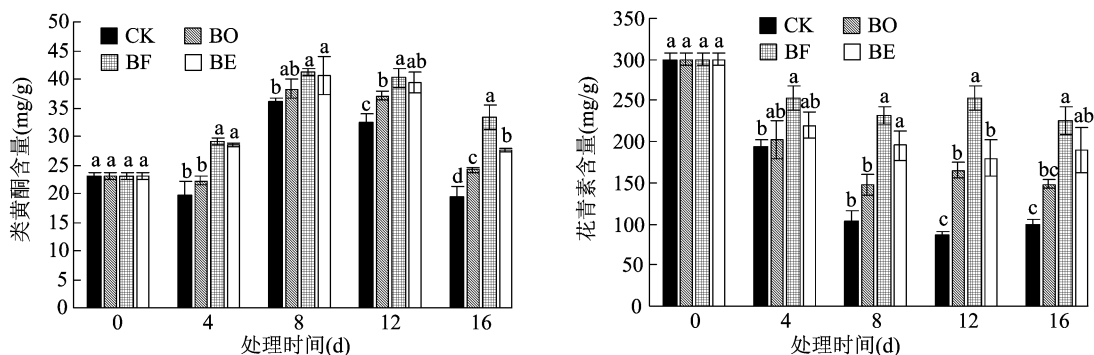 50
45
40
35
30
25
20
15
10
5
0
类黄酮含量(mg/g)
CK BO
BF BE
a a a a
b b a a
b ab a a
c b a ab
d c a b
0 4 8 12 16
处理时间(d)
350
300
250
200
150
100
50
0
花青素含量(mg/g)
CK BO
BF BE
a a a a
b ab a ab
b b a a
c b a b
c bc a ab
0 4 8 12 16
处理时间(d)